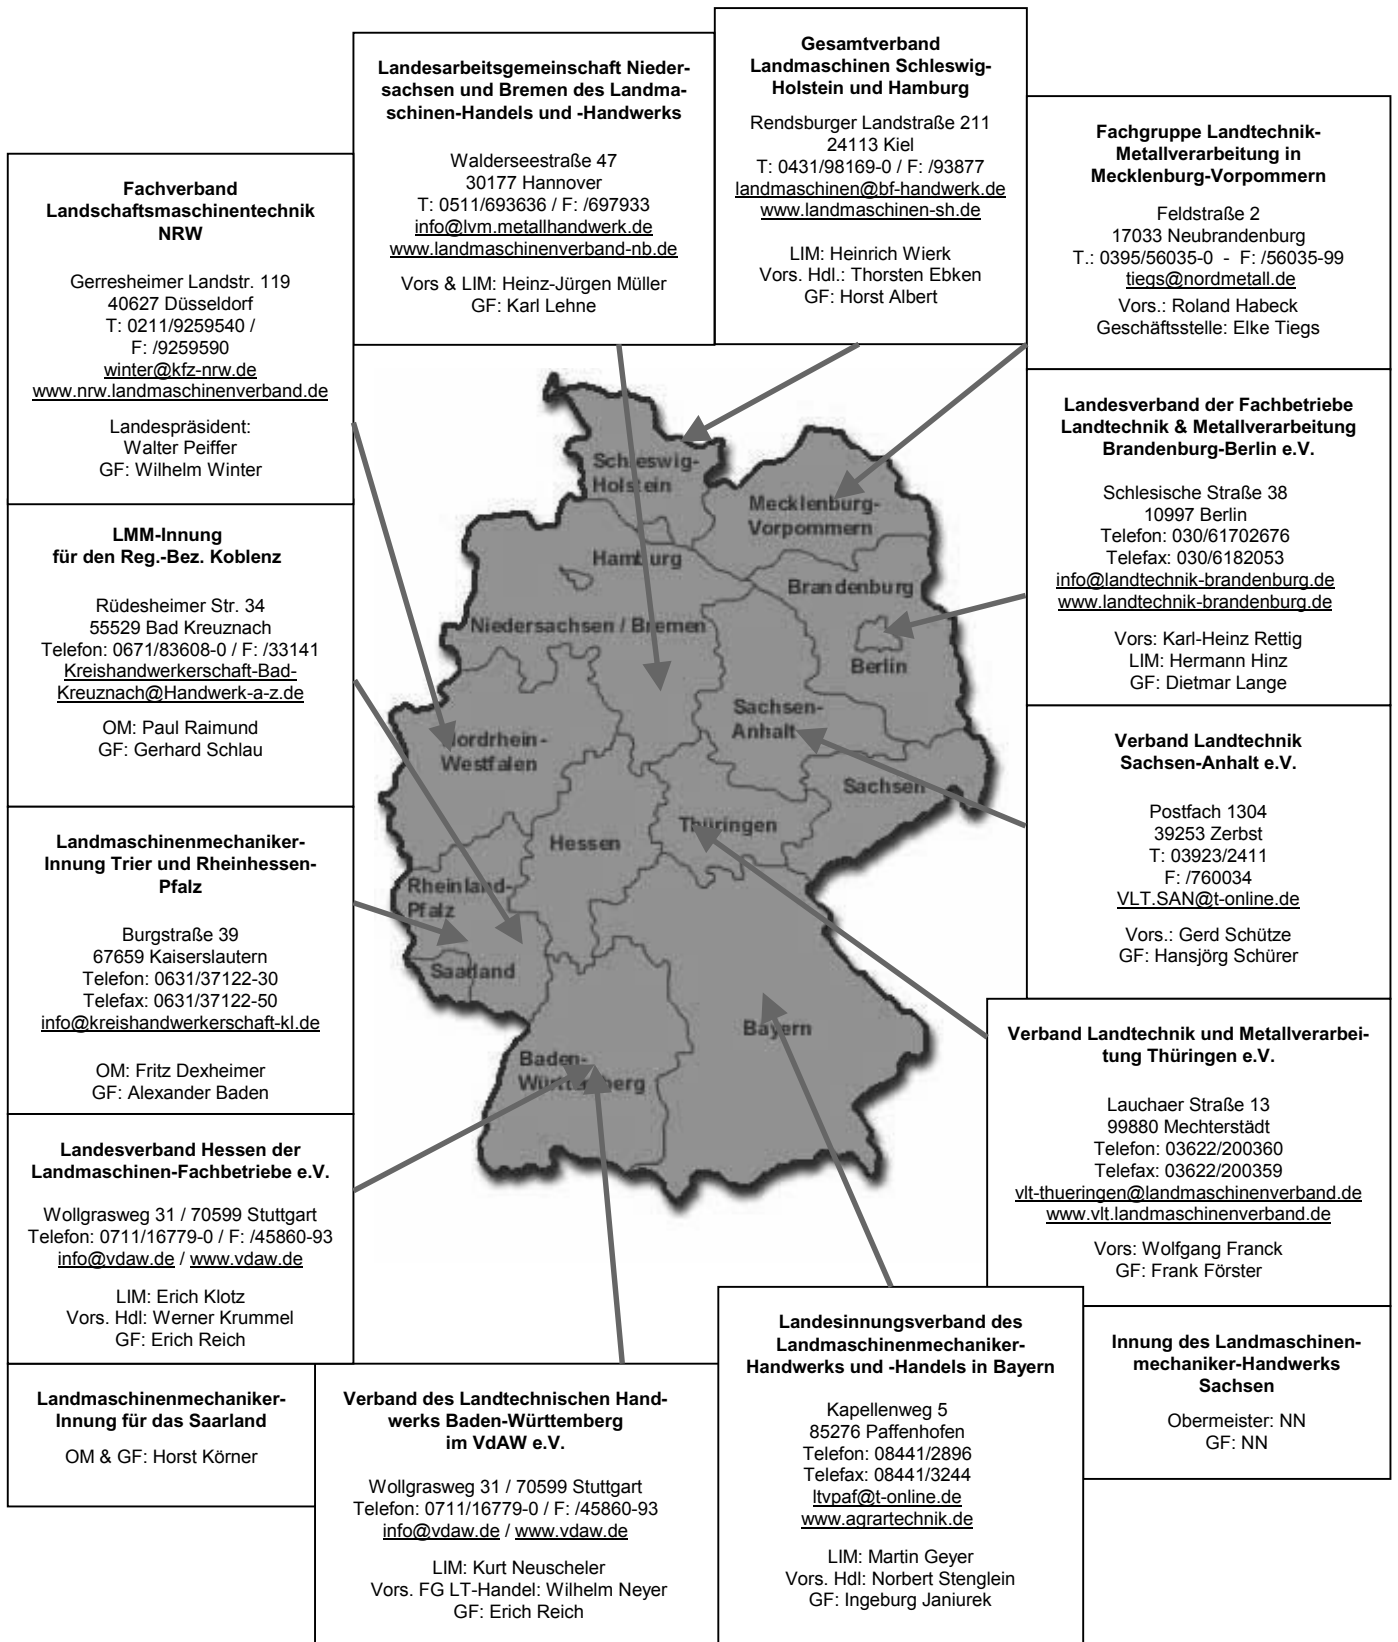 Gesamtverband
Landmaschinen Schleswig-
Holstein und Hamburg
Rendsburger Landstraße 211
24113 Kiel
T: 0431/98169-0 / F: /93877
landmaschinen@bf-handwerk.de
www.landmaschinen-sh.de
LIM: Heinrich Wierk
Vors. Hdl.: Thorsten Ebken
GF: Horst Albert
Landesarbeitsgemeinschaft Nieder-
sachsen und Bremen des Landma-
schinen-Handels und -Handwerks
Walderseestraße 47
30177 Hannover
T: 0511/693636 / F: /697933
info@lvm.metallhandwerk.de
www.landmaschinenverband-nb.de
Vors & LIM: Heinz-Jürgen Müller
GF: Karl Lehne
Fachgruppe Landtechnik-
Metallverarbeitung in
Mecklenburg-Vorpommern
Feldstraße 2
17033 Neubrandenburg
T.: 0395/56035-0 - F: /56035-99
tiegs@nordmetall.de
Vors.: Roland Habeck
Geschäftsstelle: Elke Tiegs
Fachverband
Landschaftsmaschinentechnik
NRW
Gerresheimer Landstr. 119
40627 Düsseldorf
T: 0211/9259540 /
F: /9259590
winter@kfz-nrw.de
www.nrw.landmaschinenverband.de
Landespräsident:
Walter Peiffer
GF: Wilhelm Winter
Landesverband der Fachbetriebe
Landtechnik & Metallverarbeitung
Brandenburg-Berlin e.V.
Schlesische Straße 38
10997 Berlin
Telefon: 030/61702676
Telefax: 030/6182053
info@landtechnik-brandenburg.de
www.landtechnik-brandenburg.de
Vors: Karl-Heinz Rettig
LIM: Hermann Hinz
GF: Dietmar Lange
LMM-Innung
für den Reg.-Bez. Koblenz
Rüdesheimer Str. 34
55529 Bad Kreuznach
Telefon: 0671/83608-0 / F: /33141
Kreishandwerkerschaft-Bad-
Kreuznach@Handwerk-a-z.de
OM: Paul Raimund
GF: Gerhard Schlau
Schleswig-
Holstein
Mecklenburg-
Vorpommern
Hamburg
Brandenburg
Niedersachsen / Bremen
Berlin
Sachsen-
Anhalt
Nordrhein-
Westfalen
Sachsen
Thüringen
Hessen
Rheinland-
Pfalz
Saarland
Bayern
Baden-
Württemberg
Verband Landtechnik
Sachsen-Anhalt e.V.
Postfach 1304
39253 Zerbst
T: 03923/2411
F: /760034
VLT.SAN@t-online.de
Vors.: Gerd Schütze
GF: Hansjörg Schürer
Landmaschinenmechaniker-
Innung Trier und Rheinhessen-
Pfalz
Burgstraße 39
67659 Kaiserslautern
Telefon: 0631/37122-30
Telefax: 0631/37122-50
info@kreishandwerkerschaft-kl.de
OM: Fritz Dexheimer
GF: Alexander Baden
Verband Landtechnik und Metallverarbei-
tung Thüringen e.V.
Lauchaer Straße 13
99880 Mechterstädt
Telefon: 03622/200360
Telefax: 03622/200359
vlt-thueringen@landmaschinenverband.de
www.vlt.landmaschinenverband.de
Vors: Wolfgang Franck
GF: Frank Förster
Landesverband Hessen der
Landmaschinen-Fachbetriebe e.V.
Wollgrasweg 31 / 70599 Stuttgart
Telefon: 0711/16779-0 / F: /45860-93
info@vdaw.de / www.vdaw.de
LIM: Erich Klotz
Vors. Hdl: Werner Krummel
GF: Erich Reich
Landmaschinenmechaniker-
Innung für das Saarland
OM & GF: Horst Körner
Verband des Landtechnischen Hand-
werks Baden-Württemberg
im VdAW e.V.
Wollgrasweg 31 / 70599 Stuttgart
Telefon: 0711/16779-0 / F: /45860-93
info@vdaw.de / www.vdaw.de
LIM: Kurt Neuscheler
Vors. FG LT-Handel: Wilhelm Neyer
GF: Erich Reich
Landesinnungsverband des
Landmaschinenmechaniker-
Handwerks und -Handels in Bayern
Kapellenweg 5
85276 Paffenhofen
Telefon: 08441/2896
Telefax: 08441/3244
ltvpaf@t-online.de
www.agrartechnik.de
LIM: Martin Geyer
Vors. Hdl: Norbert Stenglein
GF: Ingeburg Janiurek
Innung des Landmaschinen-
mechaniker-Handwerks
Sachsen
Obermeister: NN
GF: NN